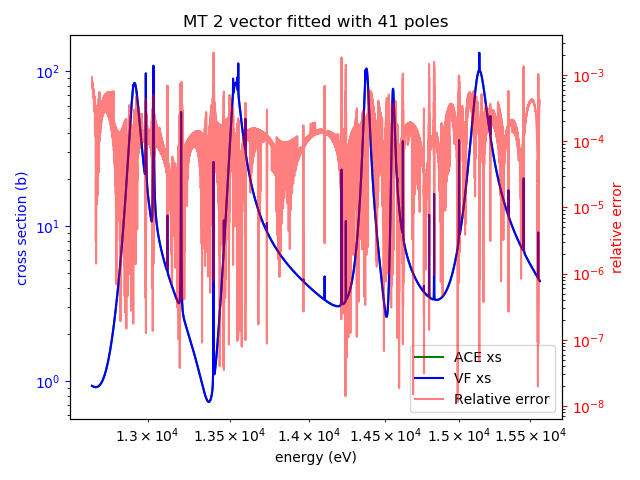 MT 2 vector fitted with 41 poles
cross section (b)
10²
10¹
10⁰
10⁻³
10⁻⁴
10⁻⁵
10⁻⁶
10⁻⁷
10⁻⁸
relative error
ACE xs
VF xs
Relative error
1.3 × 10⁴ 1.35 × 10⁴ 1.4 × 10⁴ 1.45 × 10⁴ 1.5 × 10⁴ 1.55 × 10⁴
energy (eV)